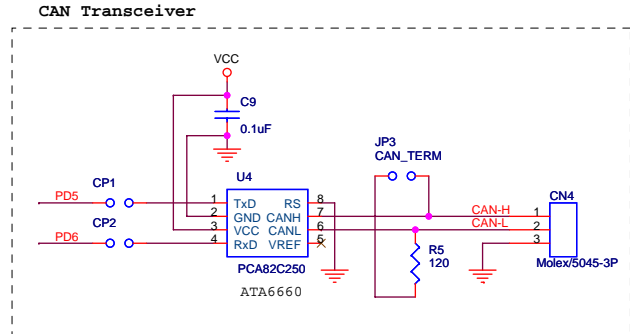 CAN Transceiver
VCC
C9
0.1uF
JP3
CAN_TERM
U4
CP1
PD5
CP2
PD6
1 TxD RS 8
2 GND CANH 7
3 VCC CANL 6
4 RxD VREF 5
PCA82C250
ATA6660
R5
120
CAN-H
CAN-L
CN4
1
2
3
Molex/5045-3P